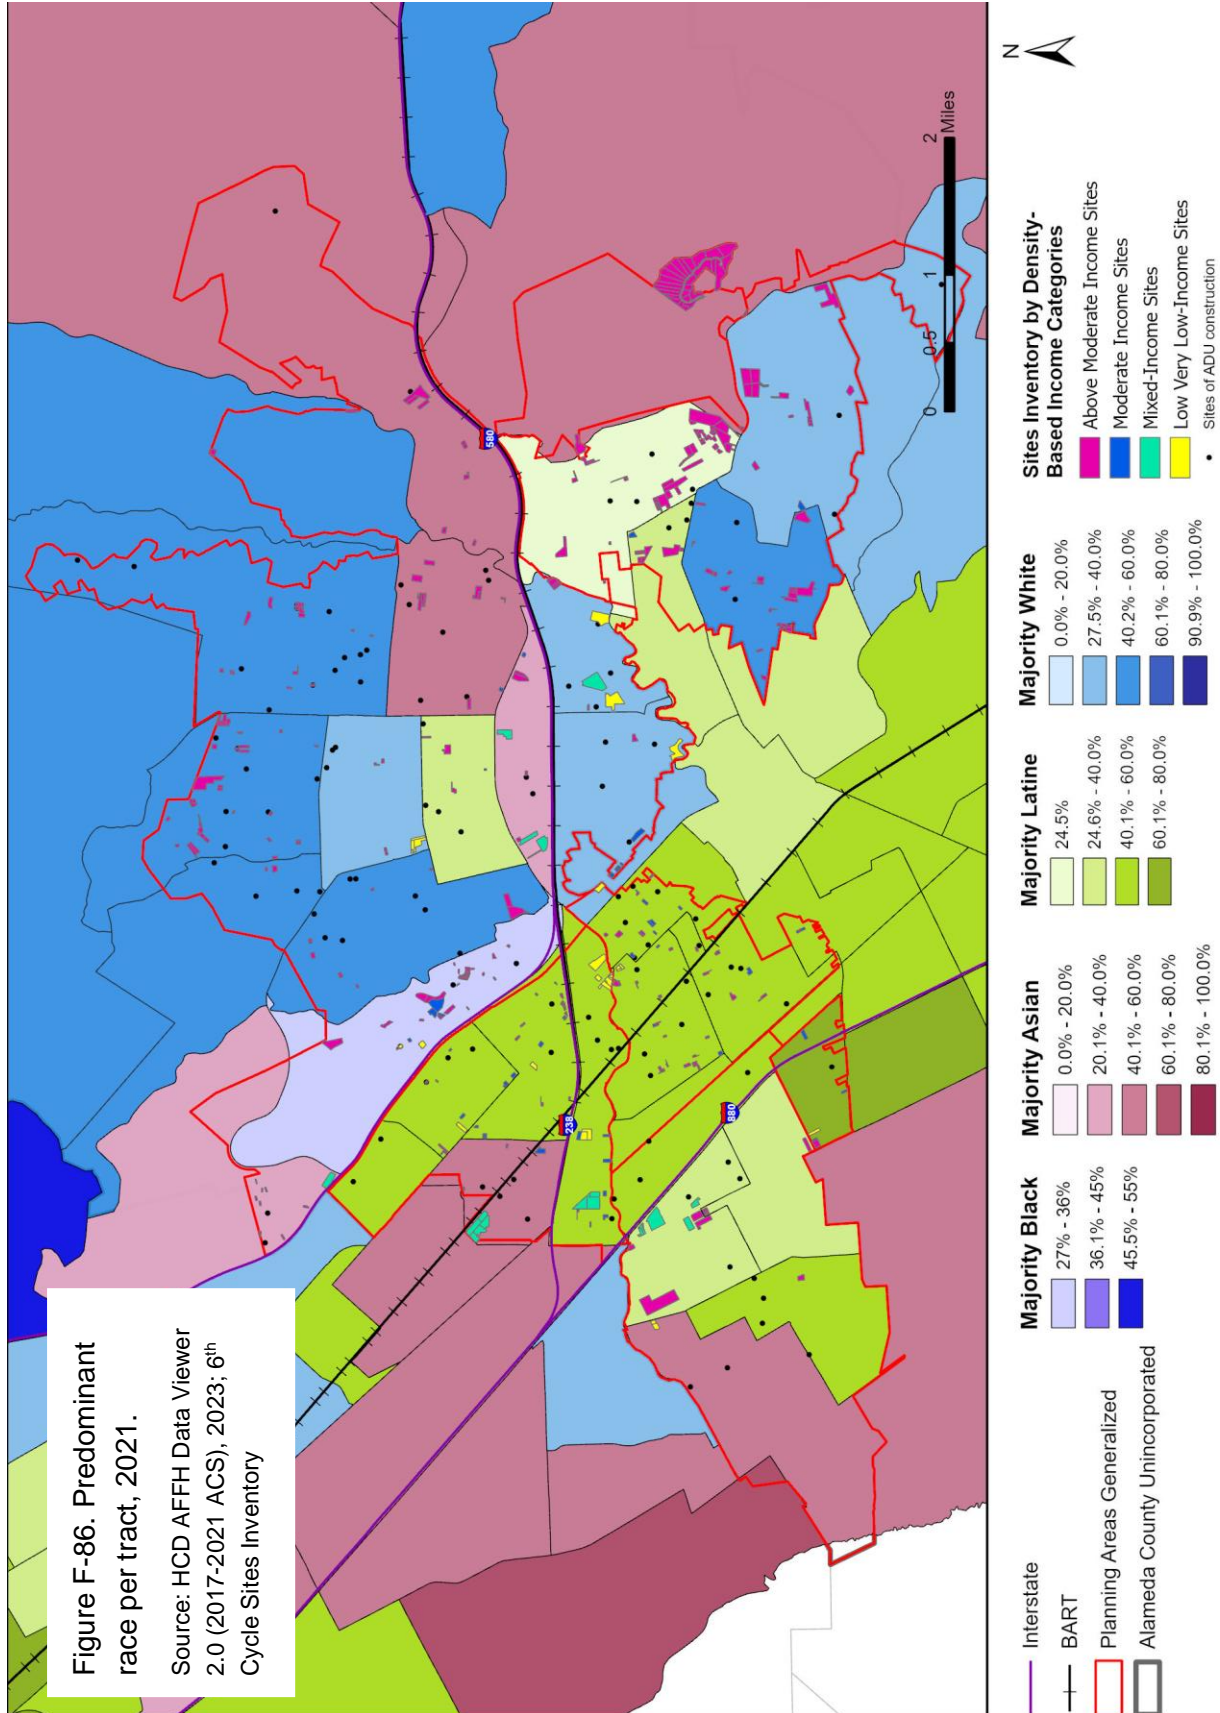 Figure F-86. Predominant
race per tract, 2021.
Source: HCD AFFH Data Viewer
2.0 (2017-2021 ACS), 2023; 6th
Cycle Sites Inventory
580
238
880
0
0.5
1
2
Miles
N
Interstate
BART
Planning Areas Generalized
Alameda County Unincorporated
Majority Black
27% - 36%
36.1% - 45%
45.5% - 55%
Majority Asian
0.0% - 20.0%
20.1% - 40.0%
40.1% - 60.0%
60.1% - 80.0%
80.1% - 100.0%
Majority Latine
24.5%
24.6% - 40.0%
40.1% - 60.0%
60.1% - 80.0%
Majority White
0.0% - 20.0%
27.5% - 40.0%
40.2% - 60.0%
60.1% - 80.0%
90.9% - 100.0%
Sites Inventory by Density-
Based Income Categories
Above Moderate Income Sites
Moderate Income Sites
Mixed-Income Sites
Low Very Low-Income Sites
Sites of ADU construction